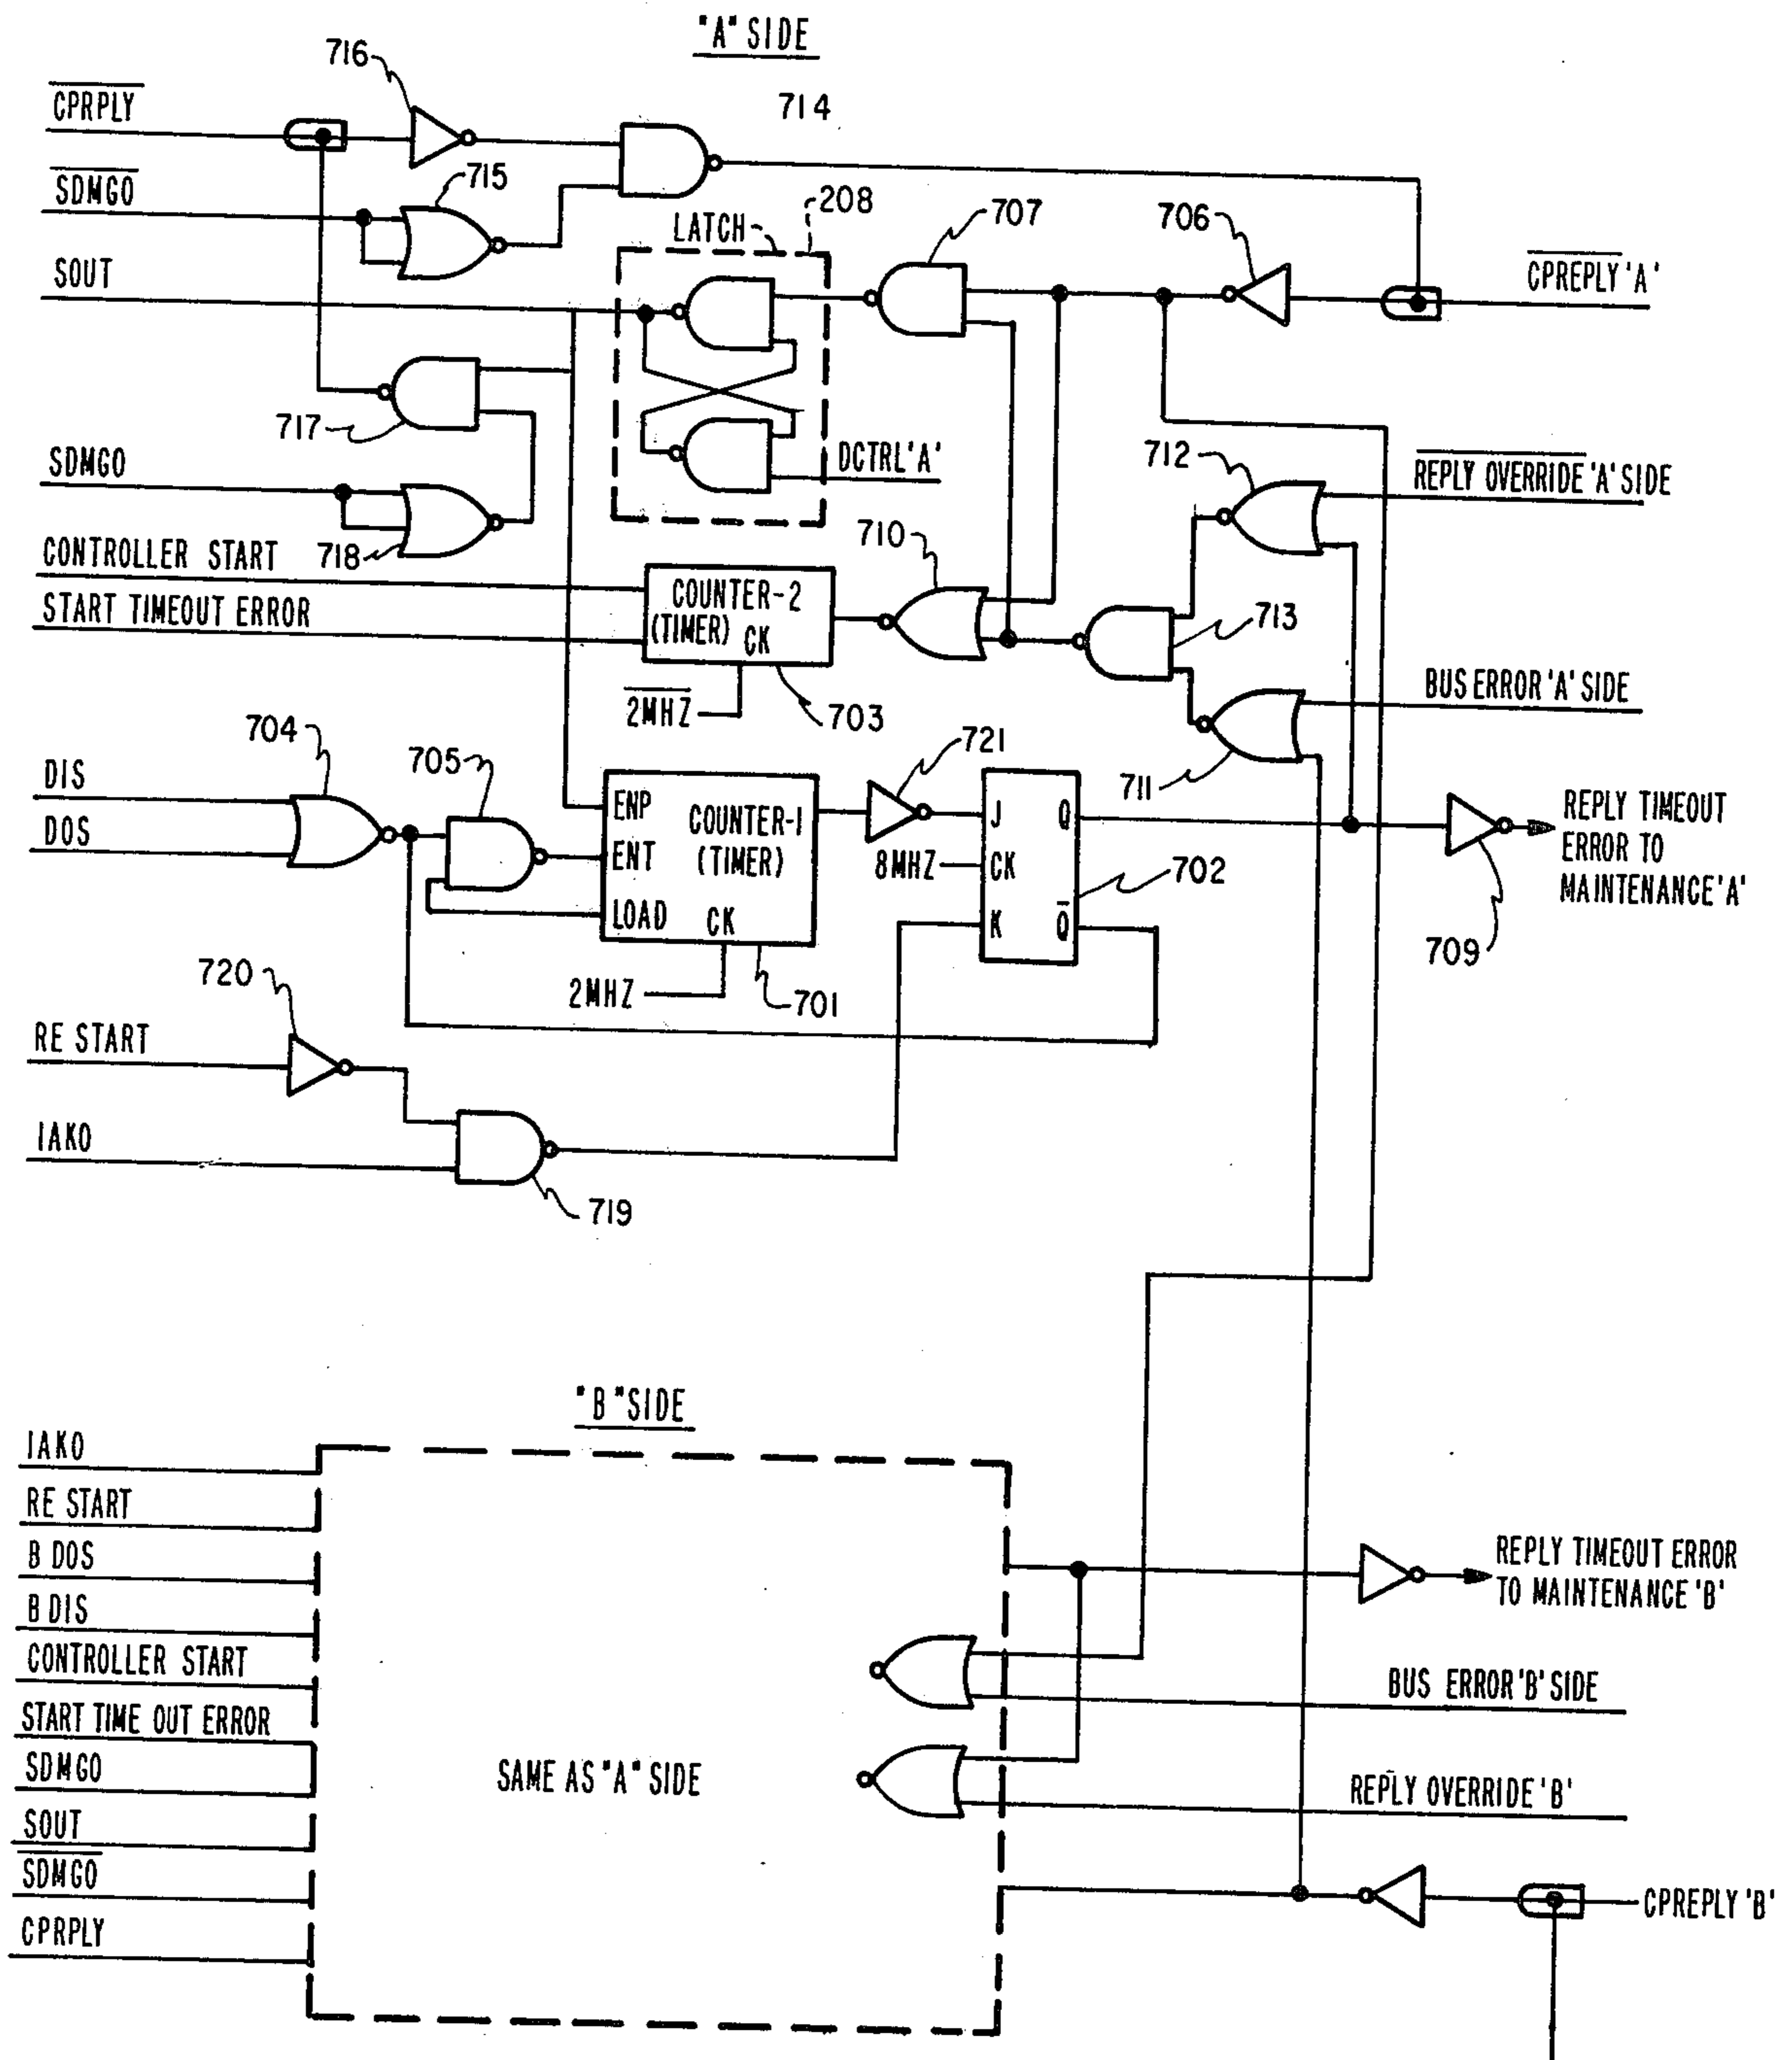 "A" SIDE
716
714
CPRPLY
SDMGO
715
208
707
706
LATCH
SOUT
CPREPLY 'A'
717
712
DCTRL 'A'
REPLY OVERRIDE 'A' SIDE
SDMGO
718
710
CONTROLLER START
COUNTER-2
(TIMER) CK
713
START TIMEOUT ERROR
2MHZ
703
BUS ERROR 'A' SIDE
704
705
721
711
DIS
DOS
ENP
COUNTER-1
(TIMER)
ENT
LOAD
CK
J
Q
8MHZ
CK
K
Q
702
REPLY TIMEOUT
ERROR TO
MAINTENANCE 'A'
709
2MHZ
701
720
RE START
IAKO
719
"B" SIDE
IAKO
RE START
B DOS
B DIS
CONTROLLER START
START TIME OUT ERROR
SDMGO
SOUT
SDMGO
CPRPLY
SAME AS "A" SIDE
REPLY TIMEOUT ERROR
TO MAINTENANCE 'B'
BUS ERROR 'B' SIDE
REPLY OVERRIDE 'B'
CPREPLY 'B'